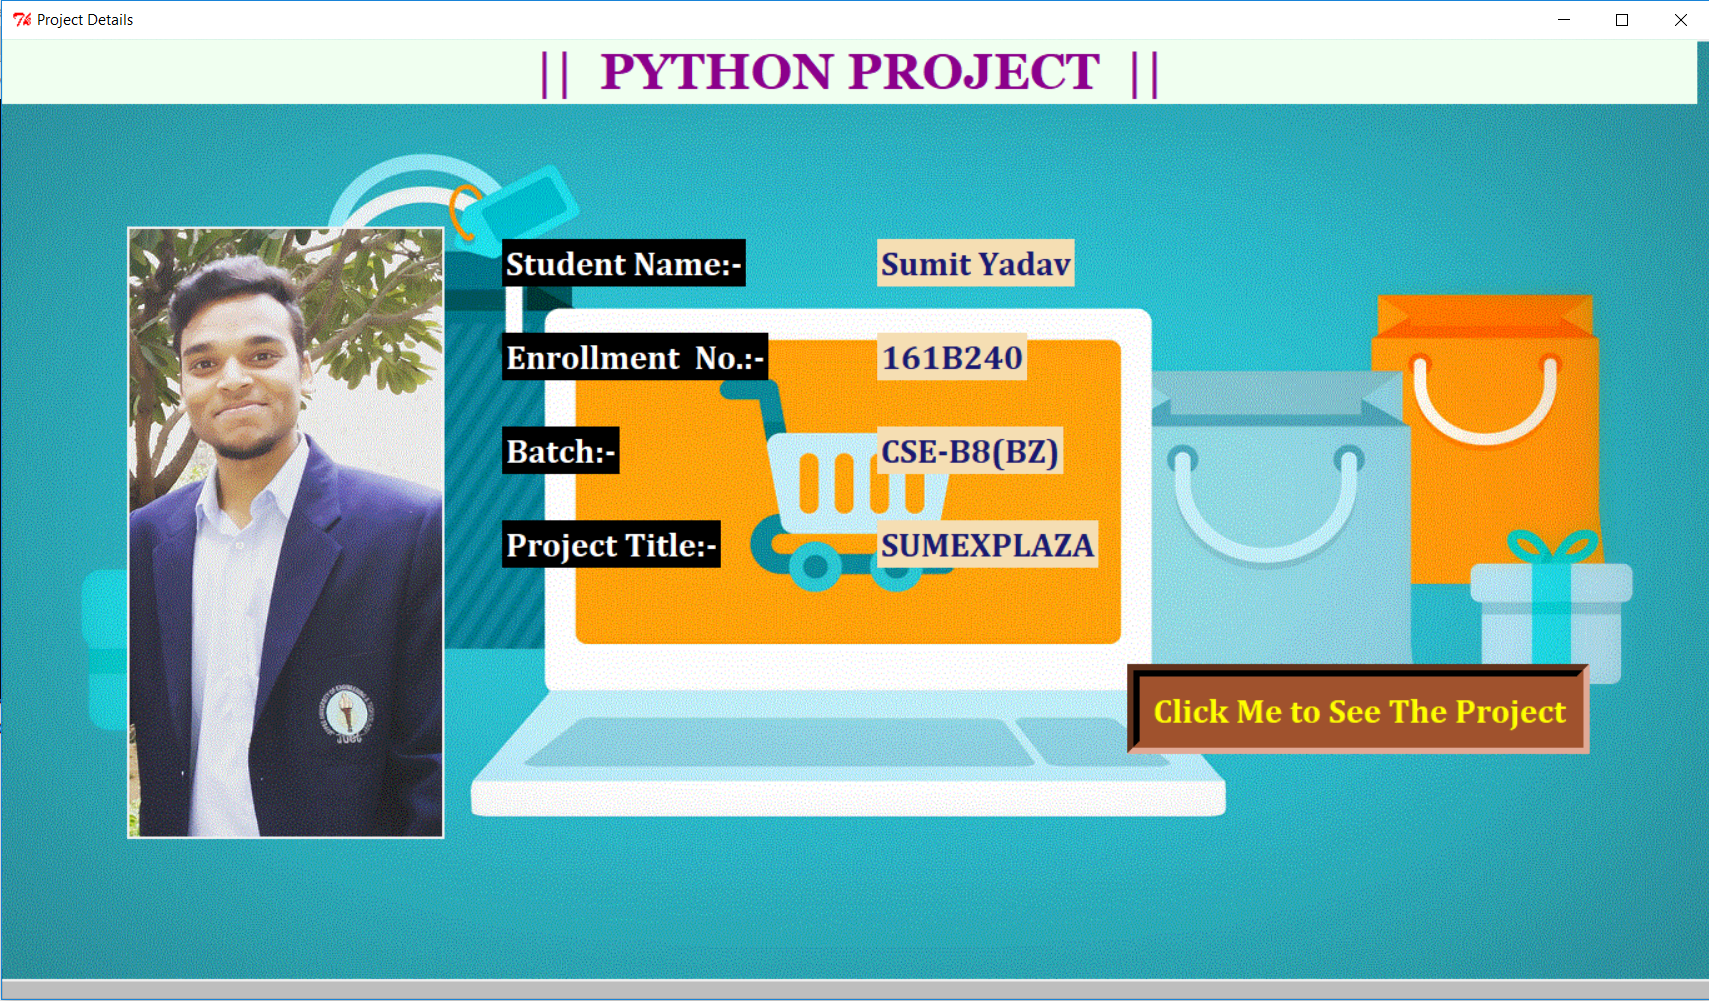 Project Details
|| PYTHON PROJECT ||
Student Name:- Sumit Yadav
Enrollment  No.:- 161B240
Batch:- CSE-B8(BZ)
Project Title:- SUMEXPLAZA
Click Me to See The Project